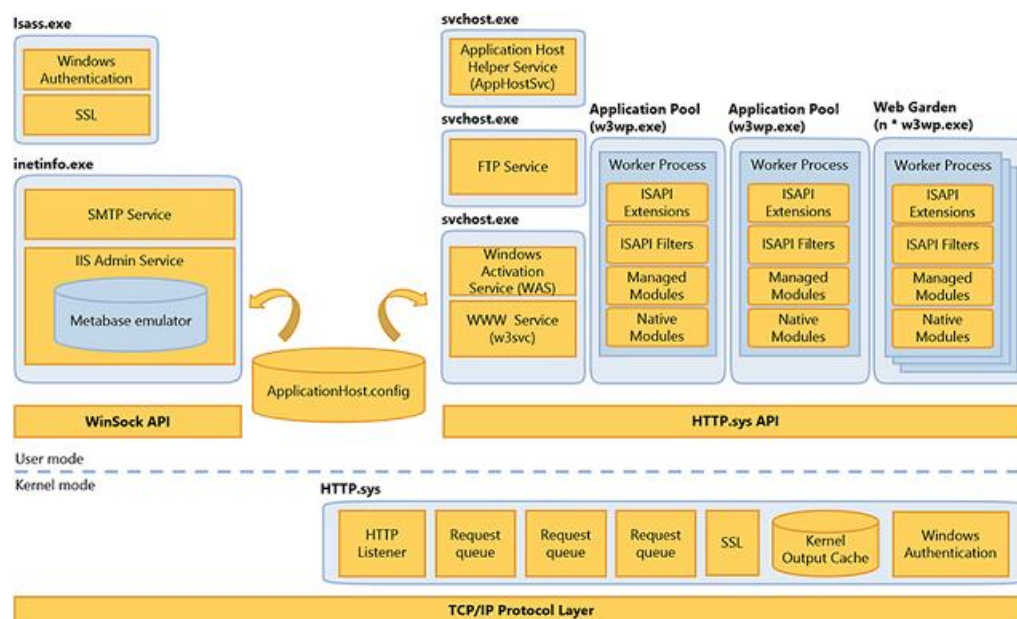 lsass.exe
Windows
Authentication
SSL
inetinfo.exe
SMTP Service
IIS Admin Service
Metabase emulator
WinSock API
ApplicationHost.config
svchost.exe
Application Host
Helper Service
(AppHostSvc)
svchost.exe
FTP Service
svchost.exe
Windows
Activation
Service (WAS)
WWW Service
(w3svc)
Application Pool
(w3wp.exe)
Worker Process
ISAPI
Extensions
ISAPI Filters
Managed
Modules
Native
Modules
Application Pool
(w3wp.exe)
Worker Process
ISAPI
Extensions
ISAPI Filters
Managed
Modules
Native
Modules
Web Garden
(n * w3wp.exe)
Worker Process
ISAPI
Extensions
ISAPI Filters
Managed
Modules
Native
Modules
HTTP.sys API
User mode
Kernel mode
HTTP.sys
HTTP
Listener
Request
queue
Request
queue
Request
queue
SSL
Kernel
Output Cache
Windows
Authentication
TCP/IP Protocol Layer